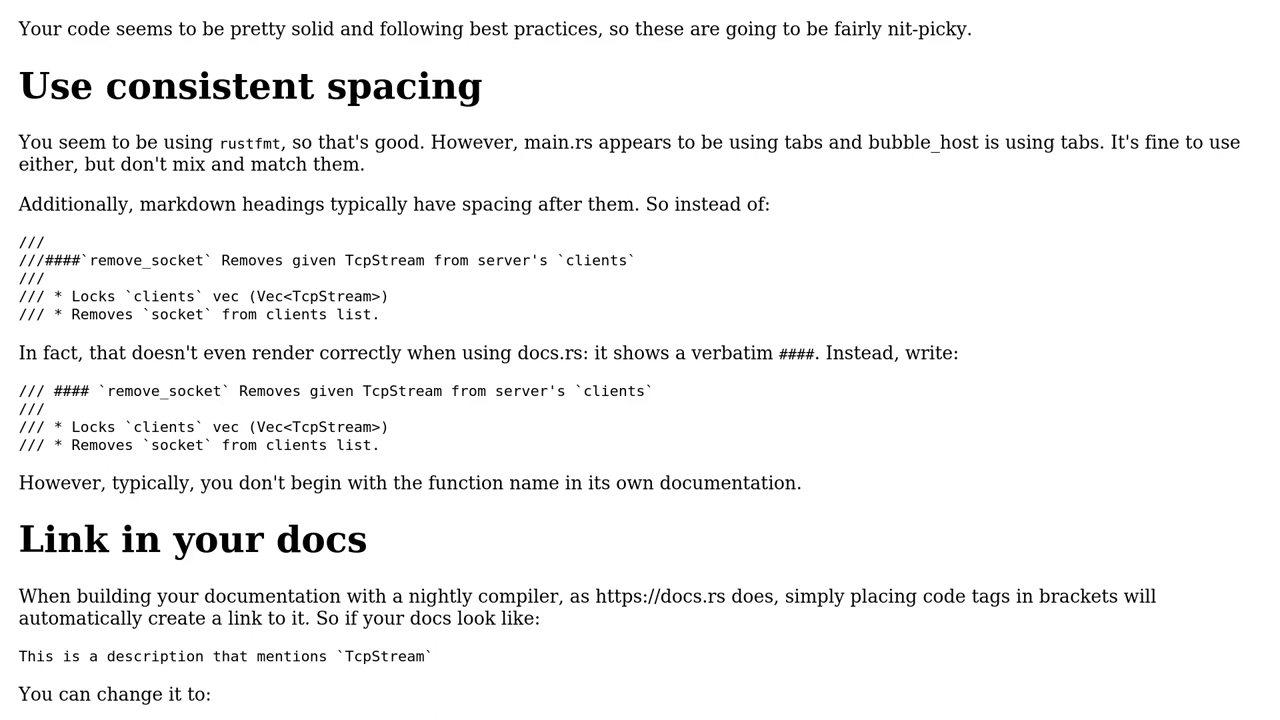 Your code seems to be pretty solid and following best practices, so these are going to be fairly nit-picky.
Use consistent spacing
You seem to be using rustfmt, so that's good. However, main.rs appears to be using tabs and bubble_host is using tabs. It's fine to use
either, but don't mix and match them.
Additionally, markdown headings typically have spacing after them. So instead of:
///
///####`remove_socket` Removes given TcpStream from server's `clients`
///
/// * Locks `clients` vec (Vec<TcpStream>)
/// * Removes `socket` from clients list.
In fact, that doesn't even render correctly when using docs.rs: it shows a verbatim ####. Instead, write:
/// #### `remove_socket` Removes given TcpStream from server's `clients`
///
/// * Locks `clients` vec (Vec<TcpStream>)
/// * Removes `socket` from clients list.
However, typically, you don't begin with the function name in its own documentation.
Link in your docs
When building your documentation with a nightly compiler, as https://docs.rs does, simply placing code tags in brackets will
automatically create a link to it. So if your docs look like:
This is a description that mentions `TcpStream`
You can change it to: